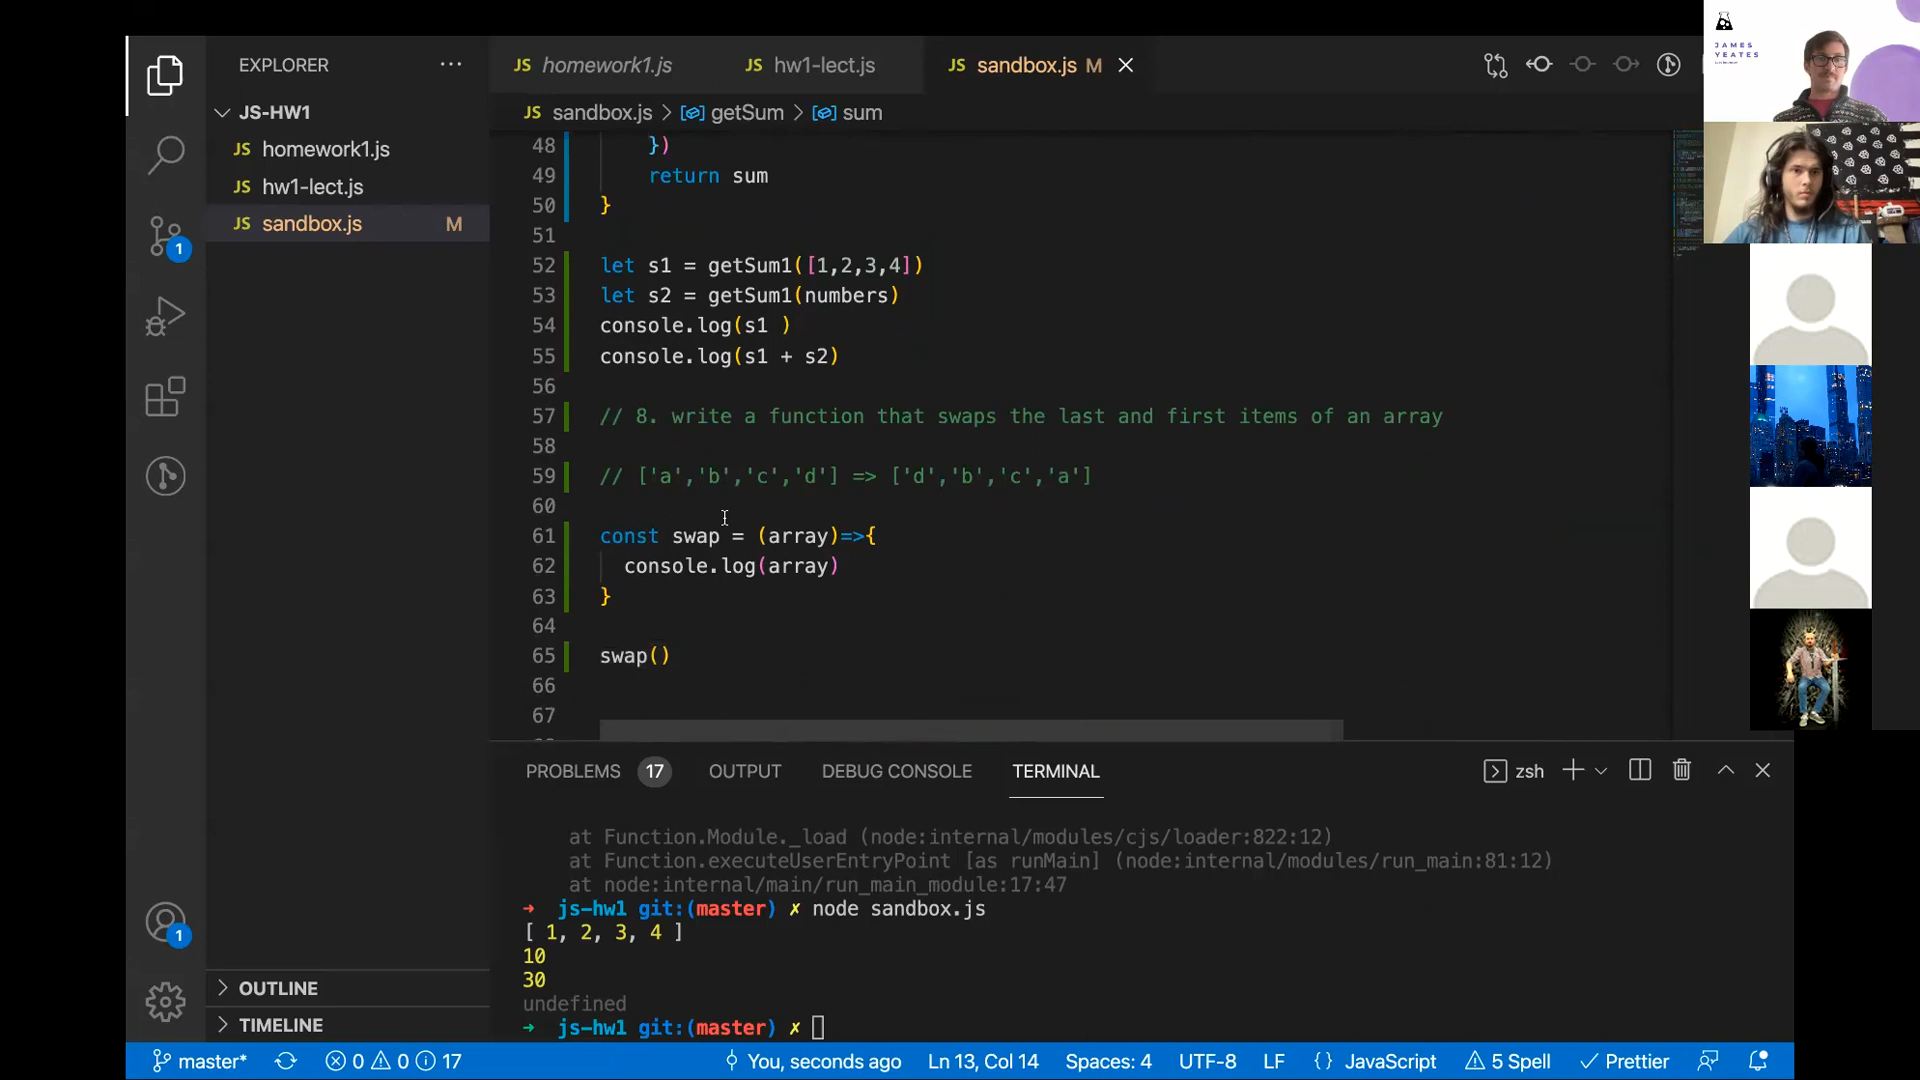 EXPLORER
JS homework1.js
JS hw1-lect.js
JS sandbox.js M
JS sandbox.js > getSum > sum
JS-HW1
JS homework1.js
JS hw1-lect.js
JS sandbox.js M
1
48 })
49 return sum
50 }
51
52 let s1 = getSum1([1,2,3,4])
53 let s2 = getSum1(numbers)
54 console.log(s1 )
55 console.log(s1 + s2)
56
57 // 8. write a function that swaps the last and first items of an array
58
59 // ['a','b','c','d'] => ['d','b','c','a']
60
61 const swap = (array)=>{
62 console.log(array)
63 }
64
65 swap()
66
67
PROBLEMS 17 OUTPUT DEBUG CONSOLE TERMINAL zsh
at Function.Module._load (node:internal/modules/cjs/loader:822:12)
at Function.executeUserEntryPoint [as runMain] (node:internal/modules/run_main:81:12)
at node:internal/main/run_main_module:17:47
→ js-hw1 git:(master) ✗ node sandbox.js
[ 1, 2, 3, 4 ]
10
30
undefined
→ js-hw1 git:(master) ✗
1
OUTLINE
TIMELINE
master* 0 0 17 You, seconds ago Ln 13, Col 14 Spaces: 4 UTF-8 LF {} JavaScript 5 Spell ✓ Prettier
JAMES
YEATES